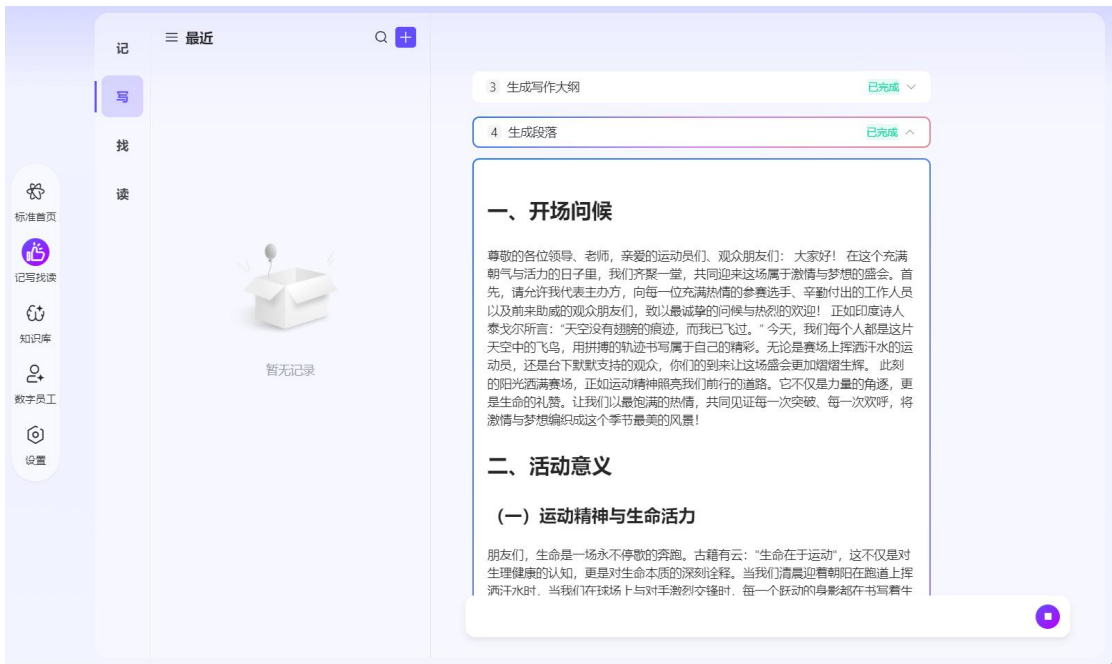 标准首页
记写找读
知识库
数字员工
设置
记
写
找
读
最近
暂无记录
3 生成写作大纲 已完成
4 生成段落 已完成
一、开场问候
尊敬的各位领导、老师，亲爱的运动员们、观众朋友们： 大家好！ 在这个充满
朝气与活力的日子里，我们齐聚一堂，共同迎来这场属于激情与梦想的盛会。首
先，请允许我代表主办方，向每一位充满热情的参赛选手、辛勤付出的工作人员
以及前来助威的观众朋友们，致以最诚挚的问候与热烈的欢迎！ 正如印度诗人
泰戈尔所言："天空没有翅膀的痕迹，而我已飞过。" 今天，我们每个人都是这片
天空中的飞鸟，用拼搏的轨迹书写属于自己的精彩。无论是赛场上挥洒汗水的运
动员，还是台下默默支持的观众，你们的到来让这场盛会更加熠熠生辉。 此刻
的阳光洒满赛场，正如运动精神照亮我们前行的道路。它不仅是力量的角逐，更
是生命的礼赞。让我们以最饱满的热情，共同见证每一次突破、每一次欢呼，将
激情与梦想编织成这个季节最美的风景！
二、活动意义
（一）运动精神与生命活力
朋友们，生命是一场永不停歇的奔跑。古籍有云："生命在于运动"，这不仅是对
生理健康的认知，更是对生命本质的深刻诠释。当我们清晨迎着朝阳在跑道上挥
洒汗水时，当我们在球场上与对手激烈交锋时，每一个跃动的身影都在书写着生